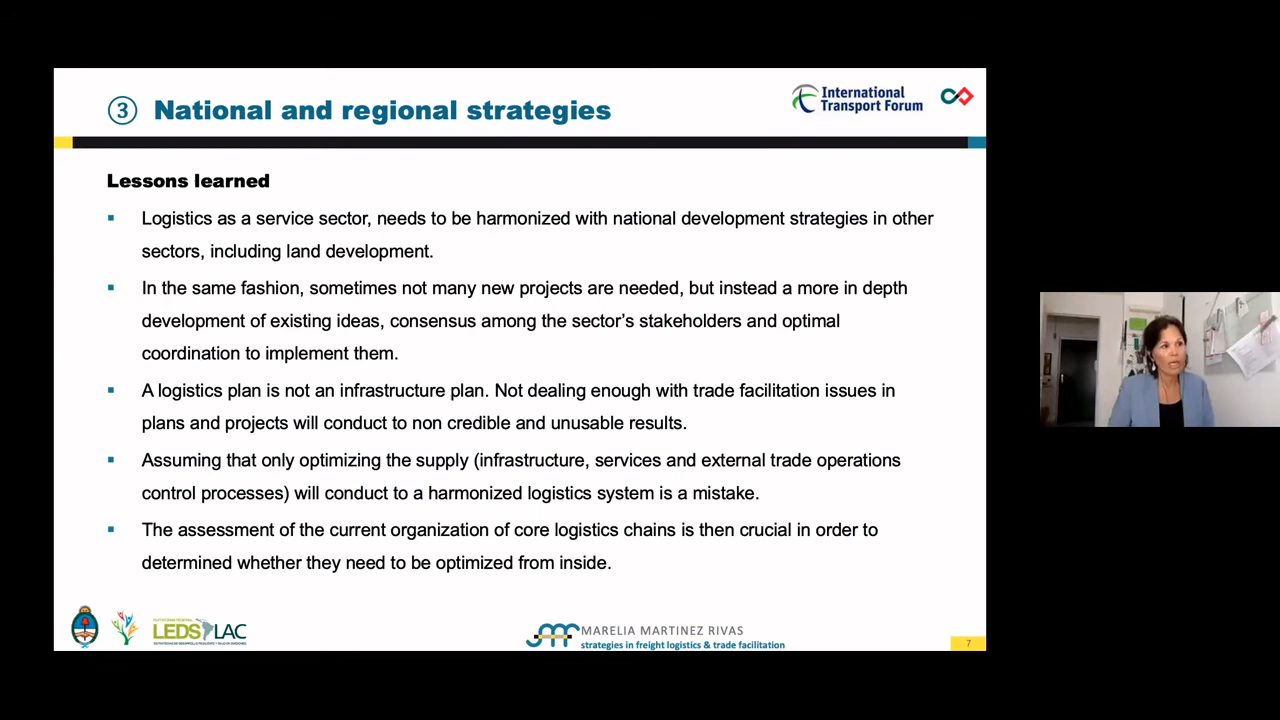 ③ National and regional strategies
International
Transport Forum
Lessons learned
▪ Logistics as a service sector, needs to be harmonized with national development strategies in other
sectors, including land development.
▪ In the same fashion, sometimes not many new projects are needed, but instead a more in depth
development of existing ideas, consensus among the sector's stakeholders and optimal
coordination to implement them.
▪ A logistics plan is not an infrastructure plan. Not dealing enough with trade facilitation issues in
plans and projects will conduct to non credible and unusable results.
▪ Assuming that only optimizing the supply (infrastructure, services and external trade operations
control processes) will conduct to a harmonized logistics system is a mistake.
▪ The assessment of the current organization of core logistics chains is then crucial in order to
determined whether they need to be optimized from inside.
LEDS LAC
MARELIA MARTINEZ RIVAS
strategies in freight logistics & trade facilitation
7